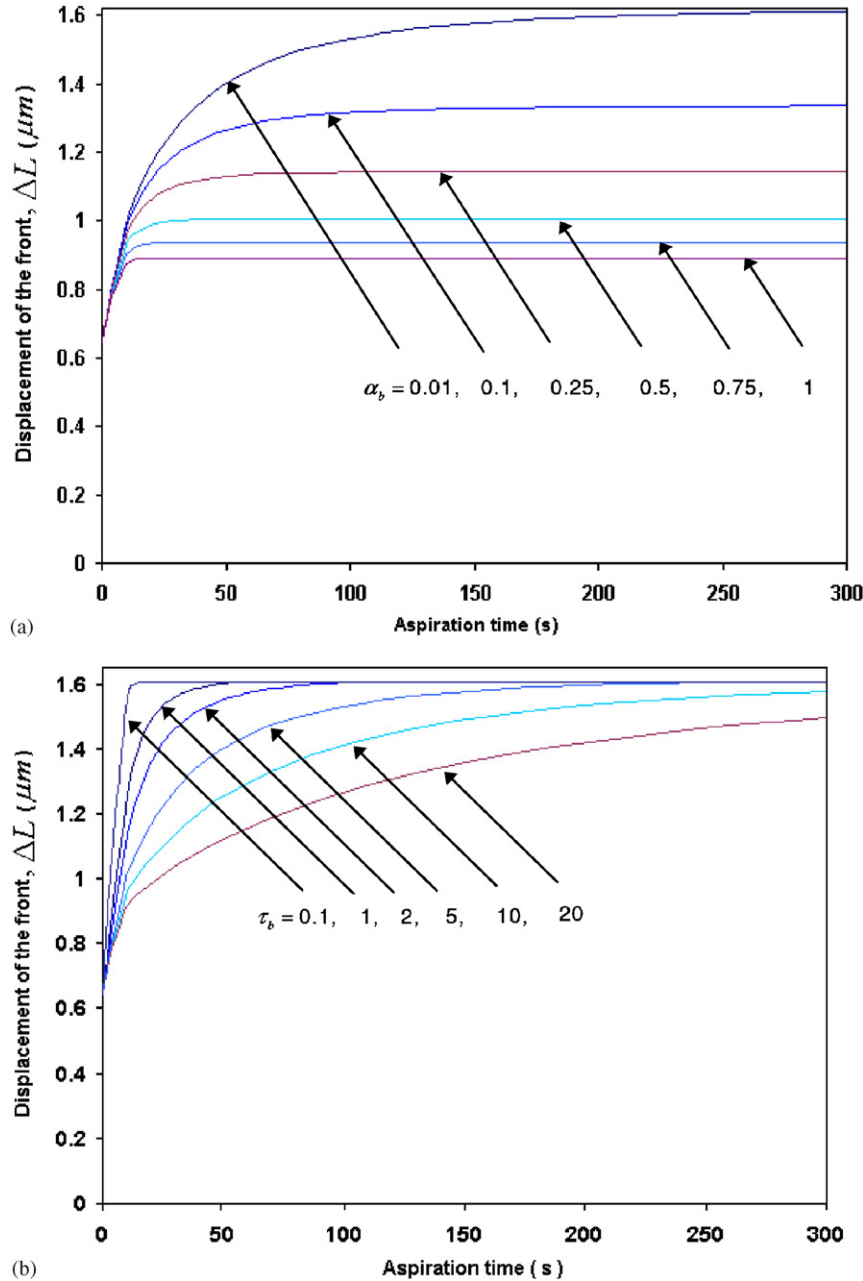 Displacement of the front, ΔL (μm)
1.6
1.4
1.2
1
0.8
0.6
0.4
0.2
0
α_b = 0.01, 0.1, 0.25, 0.5, 0.75, 1
0 50 100 150 200 250 300
Aspiration time (s)
(a)
Displacement of the front, ΔL (μm)
1.6
1.4
1.2
1
0.8
0.6
0.4
0.2
0
τ_b = 0.1, 1, 2, 5, 10, 20
0 50 100 150 200 250 300
Aspiration time ( s )
(b)